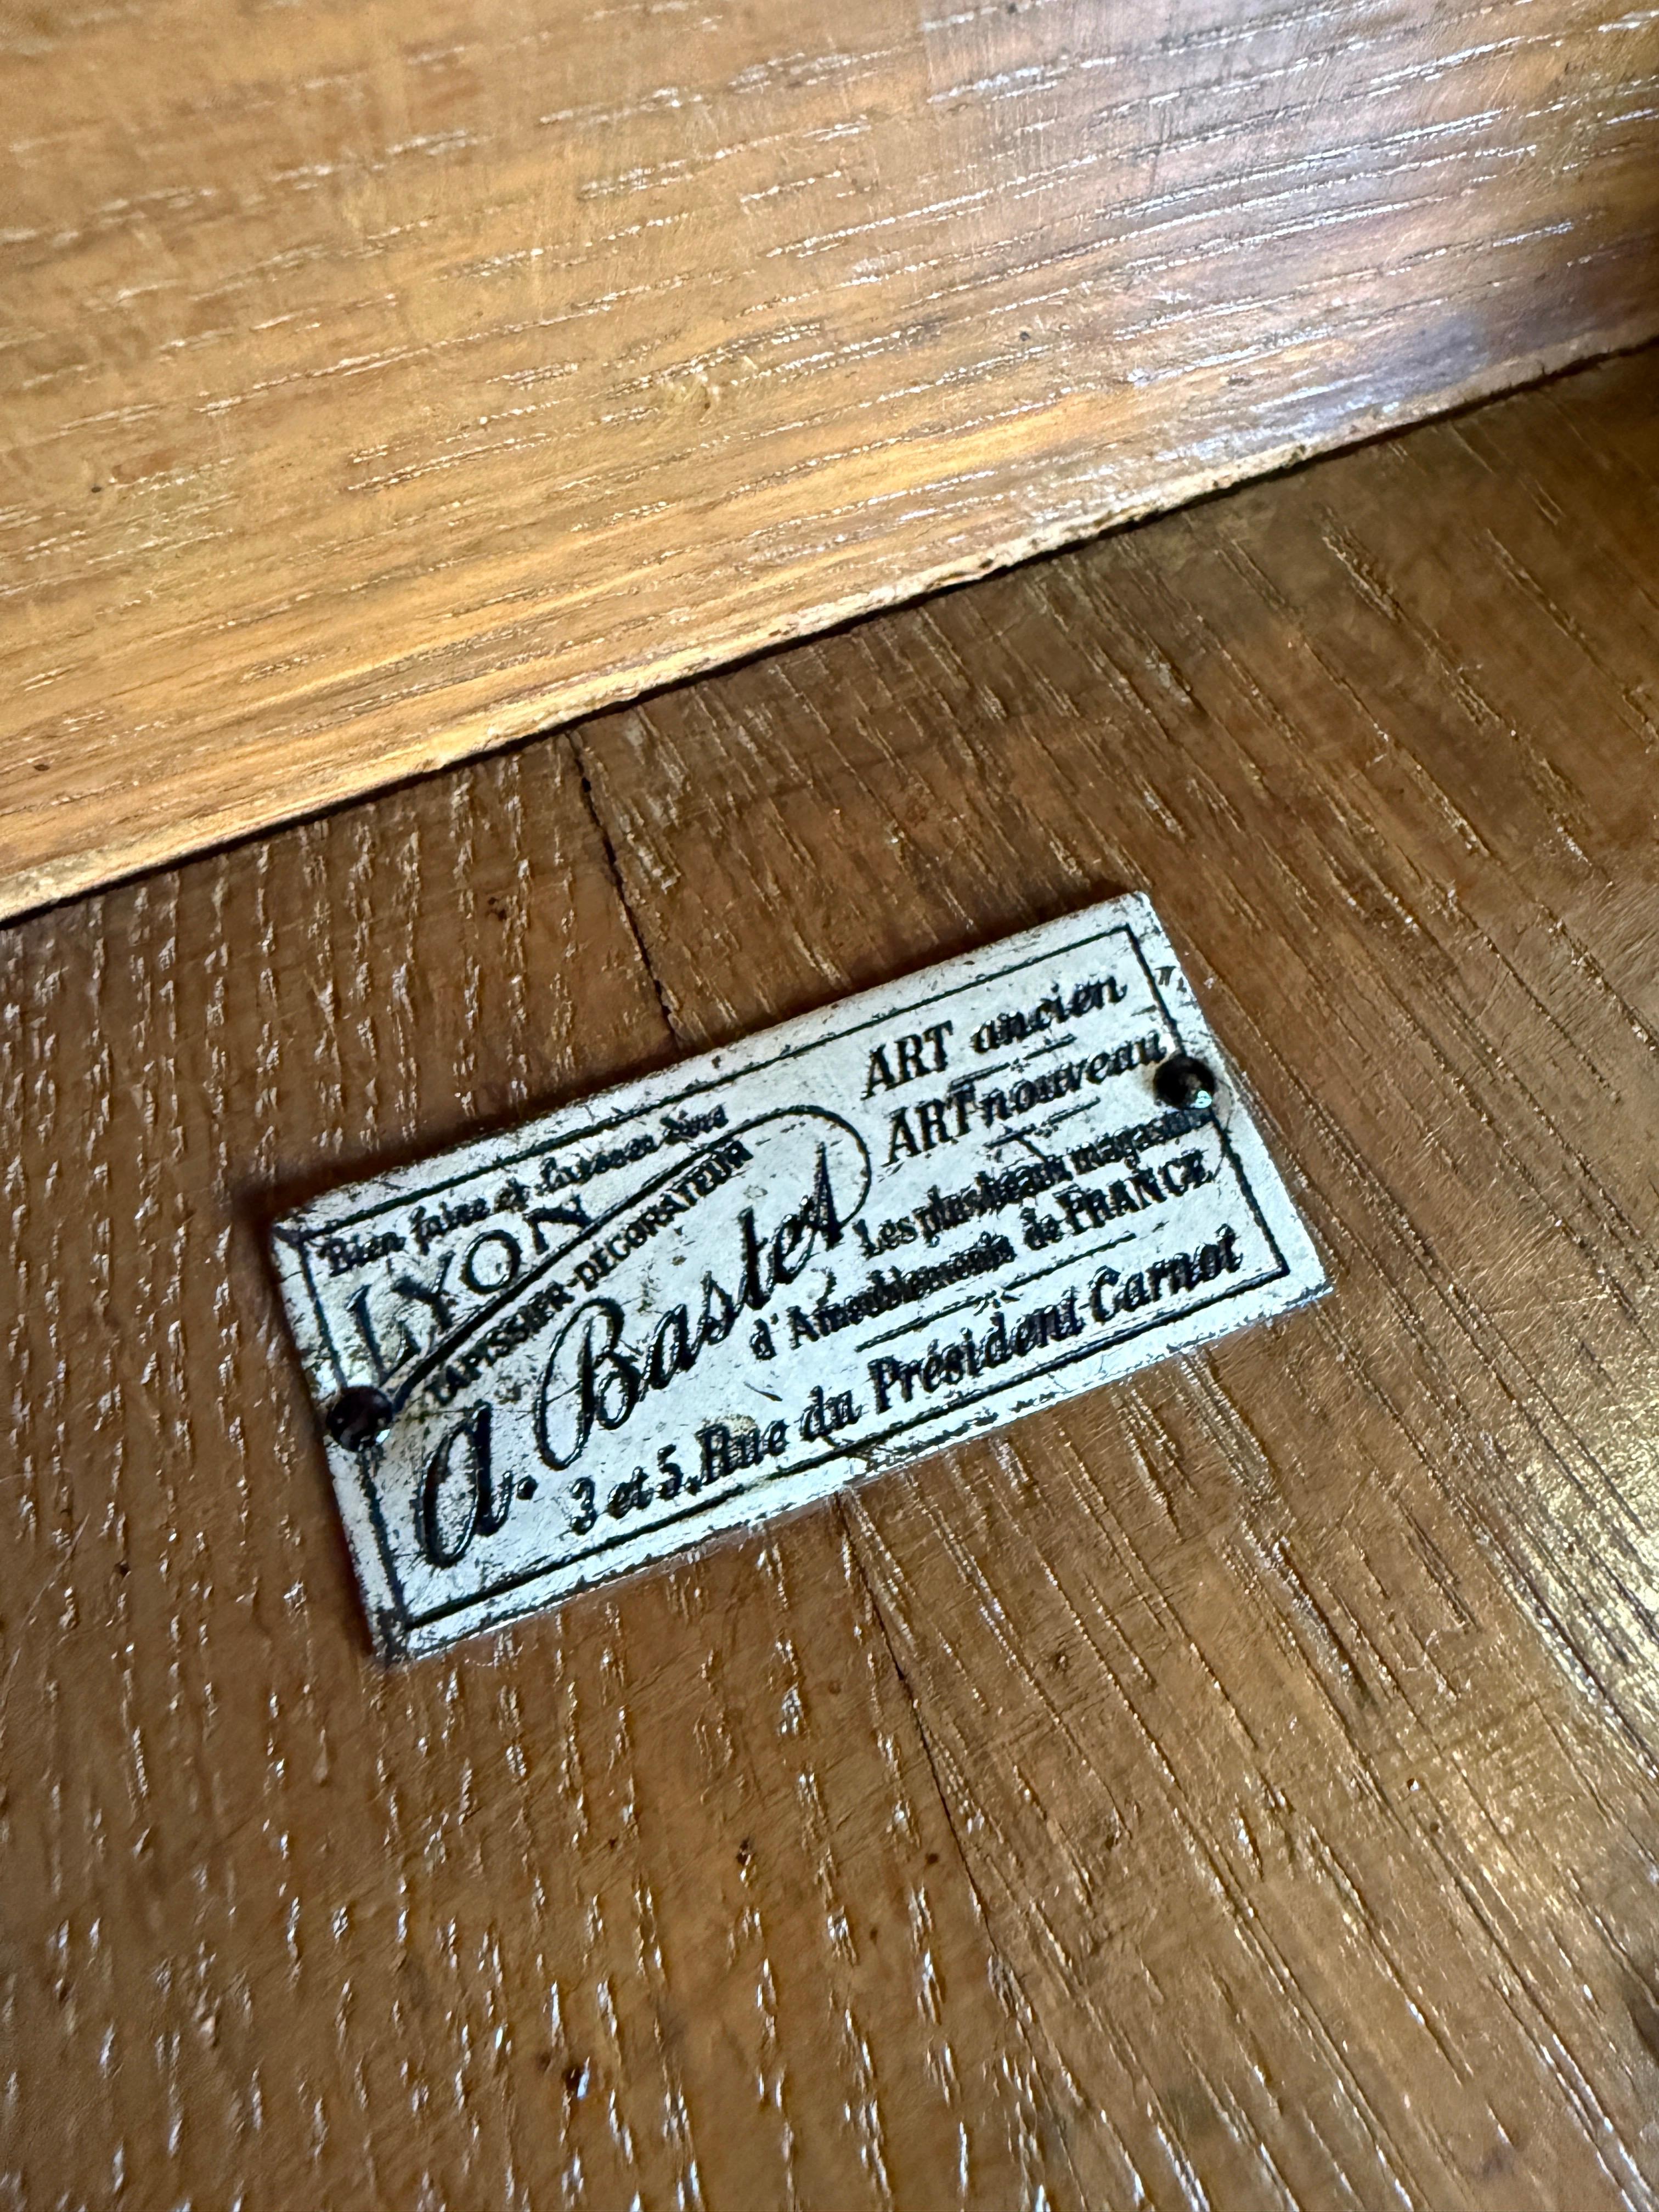 Bien faire et laisser dire
LYON
TAPISSIER-DÉCORATEUR
A. Bastet
ART ancien
ART nouveau
Les plus beaux magasins
d'Ameublements de FRANCE
3 et 5, Rue du Président-Carnot